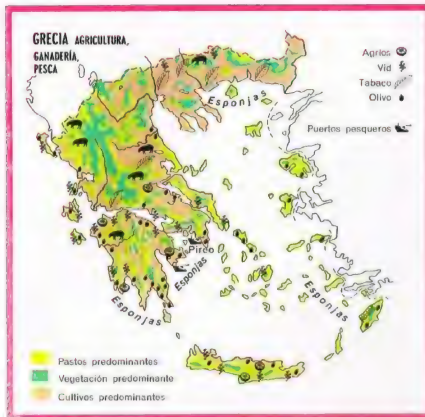 GRECIA AGRICULTURA,
GANADERÍA,
PESCA
Agrios
Vid
Tabaco
Olivo
Puertos pesqueros
Esponjas
Pireo
Esponjas
Esponjas
Esponjas
Pastos predominantes
Vegetación predominante
Cultivos predominantes